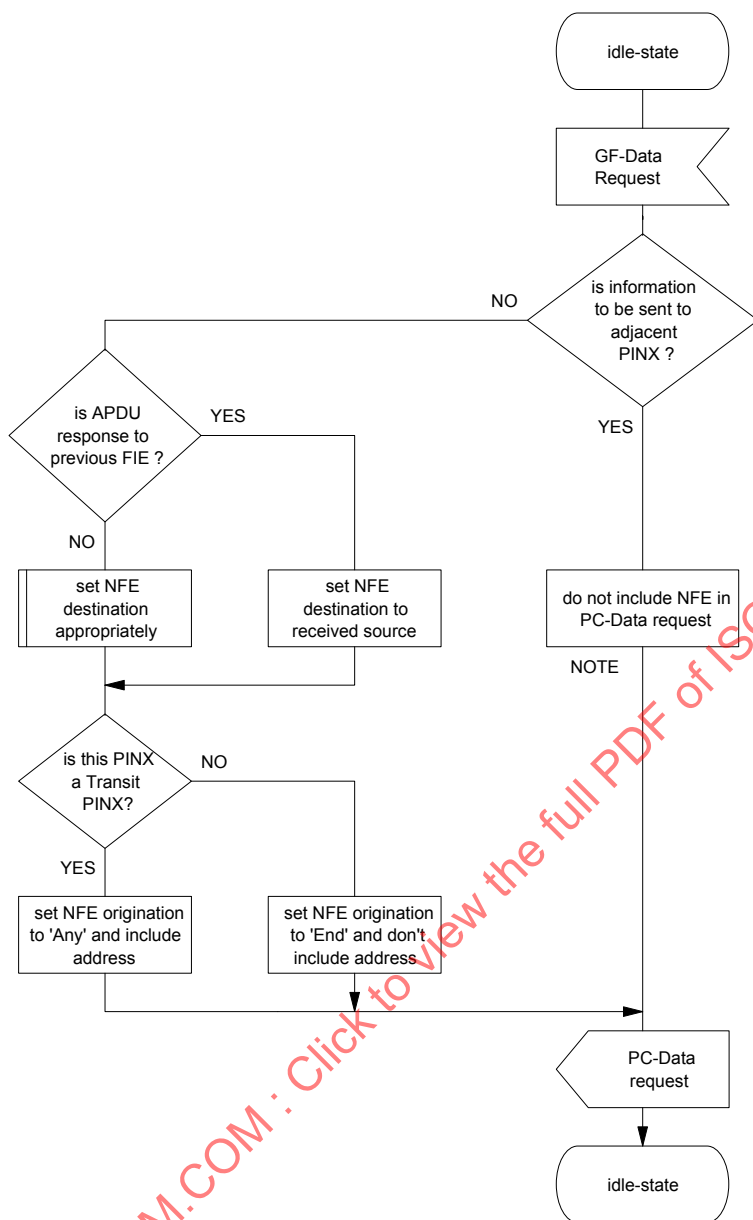 idle-state
GF-Data
Request
is information
to be sent to
adjacent
PINX ?
NO
YES
is APDU
response to
previous FIE ?
YES
NO
set NFE
destination
appropriately
set NFE
destination to
received source
do not include NFE in
PC-Data request
NOTE
is this PINX
a Transit
PINX?
NO
YES
set NFE origination
to 'Any' and include
address
set NFE origination
to 'End' and don't
include address
PC-Data
request
idle-state
M.COM : Click to view the full PDF of ISO